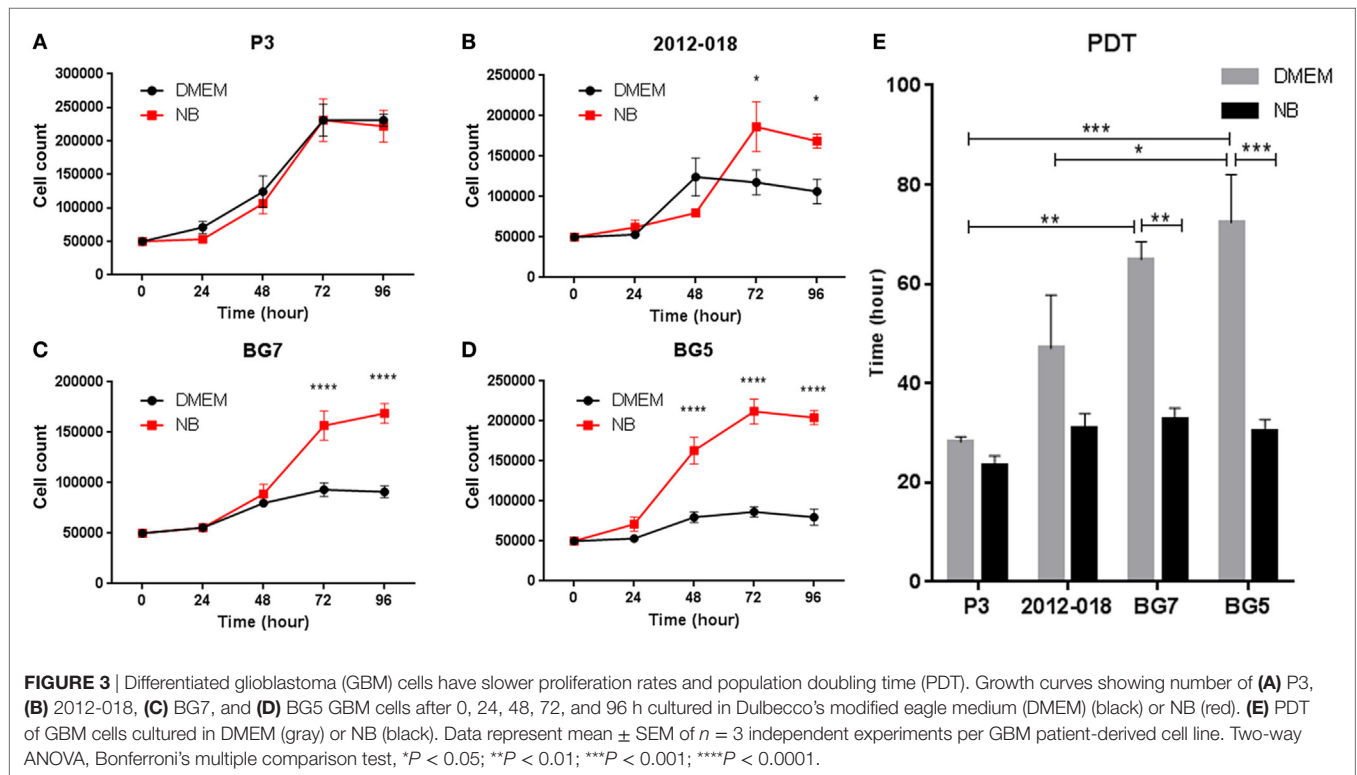 A
P3
300000
250000
200000
150000
100000
50000
0
Cell count
DMEM
NB
0 24 48 72 96
Time (hour)
B
2012-018
250000
200000
150000
100000
50000
0
Cell count
DMEM
NB
*
*
0 24 48 72 96
Time (hour)
C
BG7
200000
150000
100000
50000
0
Cell count
DMEM
NB
****
****
0 24 48 72 96
Time (hour)
D
BG5
250000
200000
150000
100000
50000
0
Cell count
DMEM
NB
****
****
****
0 24 48 72 96
Time (hour)
E
PDT
DMEM
NB
100
80
60
40
20
0
Time (hour)
***
*
***
**
**
P3 2012-018 BG7 BG5
FIGURE 3 | Differentiated glioblastoma (GBM) cells have slower proliferation rates and population doubling time (PDT). Growth curves showing number of (A) P3,
(B) 2012-018, (C) BG7, and (D) BG5 GBM cells after 0, 24, 48, 72, and 96 h cultured in Dulbecco's modified eagle medium (DMEM) (black) or NB (red). (E) PDT
of GBM cells cultured in DMEM (gray) or NB (black). Data represent mean ± SEM of n = 3 independent experiments per GBM patient-derived cell line. Two-way
ANOVA, Bonferroni's multiple comparison test, *P < 0.05; **P < 0.01; ***P < 0.001; ****P < 0.0001.